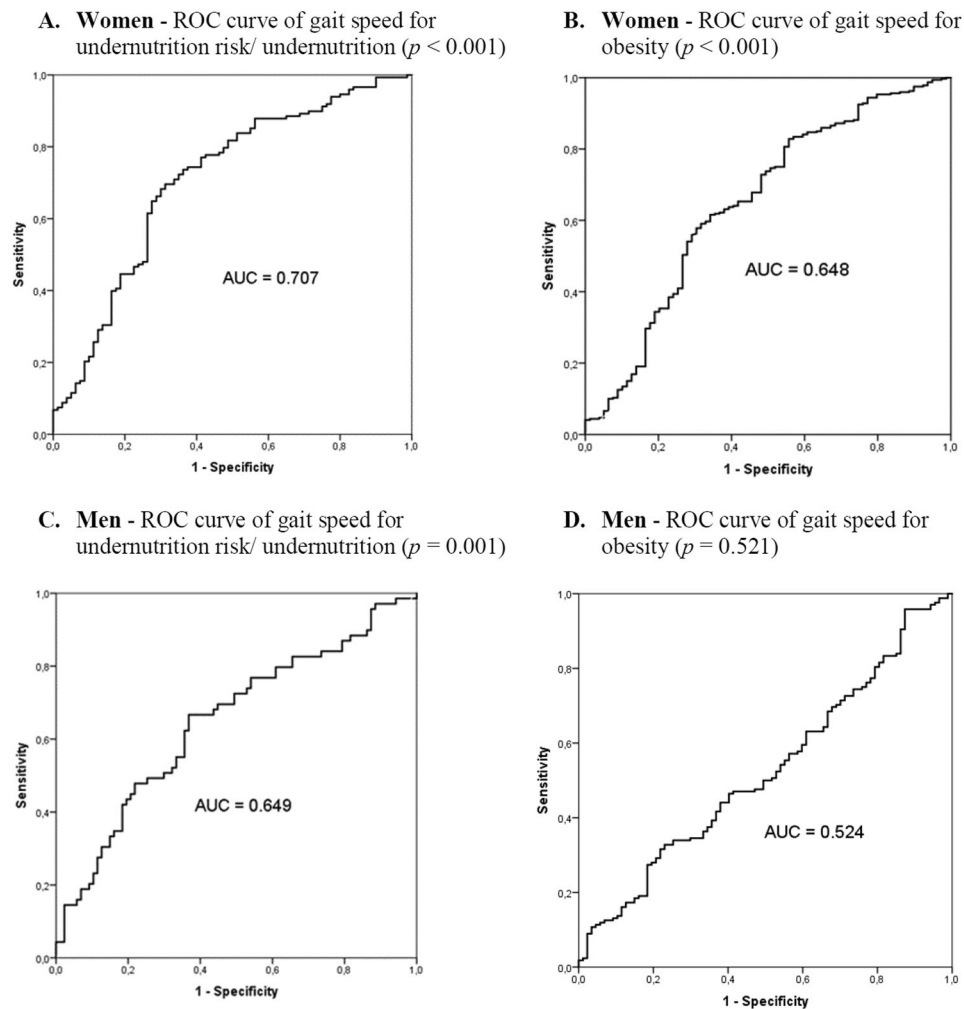 A. Women - ROC curve of gait speed for
undernutrition risk/ undernutrition (p < 0.001)
1,0
0,8
0,6
0,4
0,2
0,0
Sensitivity
AUC = 0.707
0,0 0,2 0,4 0,6 0,8 1,0
1 - Specificity
B. Women - ROC curve of gait speed for
obesity (p < 0.001)
1,0
0,8
0,6
0,4
0,2
0,0
Sensitivity
AUC = 0.648
0,0 0,2 0,4 0,6 0,8 1,0
1 - Specificity
C. Men - ROC curve of gait speed for
undernutrition risk/ undernutrition (p = 0.001)
1,0
0,8
0,6
0,4
0,2
0,0
Sensitivity
AUC = 0.649
0,0 0,2 0,4 0,6 0,8 1,0
1 - Specificity
D. Men - ROC curve of gait speed for
obesity (p = 0.521)
1,0
0,8
0,6
0,4
0,2
0,0
Sensitivity
AUC = 0.524
0,0 0,2 0,4 0,6 0,8 1,0
1 - Specificity